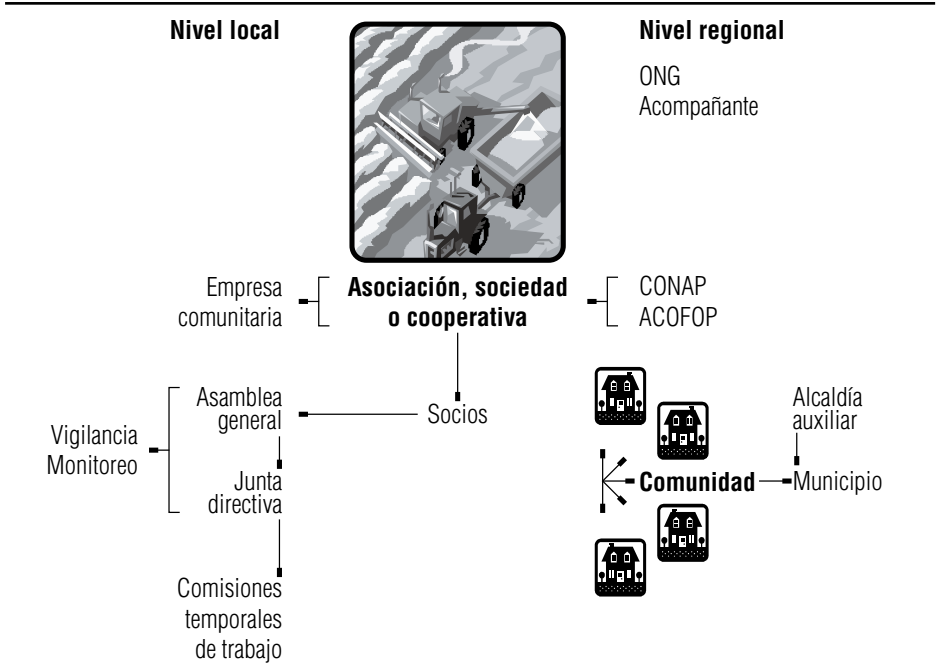 Nivel local
Nivel regional
ONG
Acompañante
Empresa
comunitaria
Asociación, sociedad
o cooperativa
CONAP
ACOFOP
Asamblea
general
Socios
Vigilancia
Monitoreo
Junta
directiva
Comisiones
temporales
de trabajo
Alcaldía
auxiliar
Comunidad
Municipio